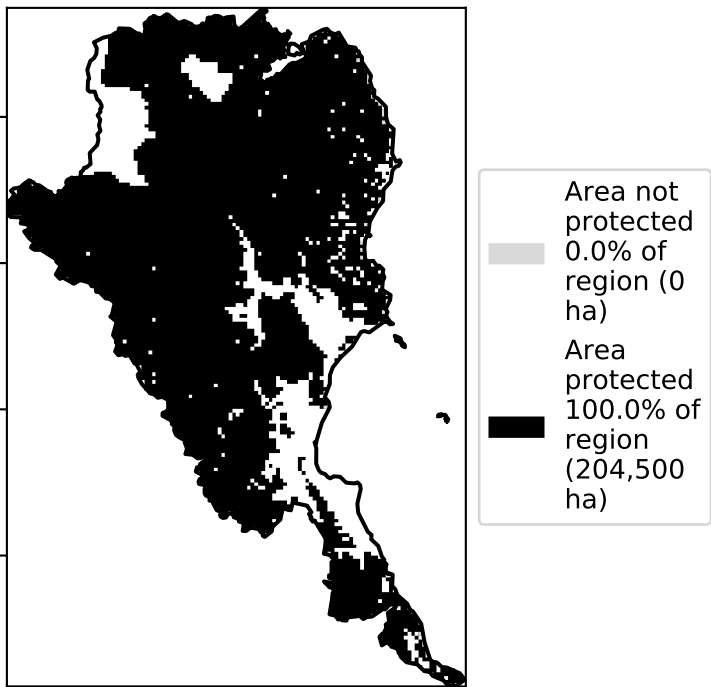 Area not
protected
0.0% of
region (0
ha)
Area
protected
100.0% of
region
(204,500
ha)